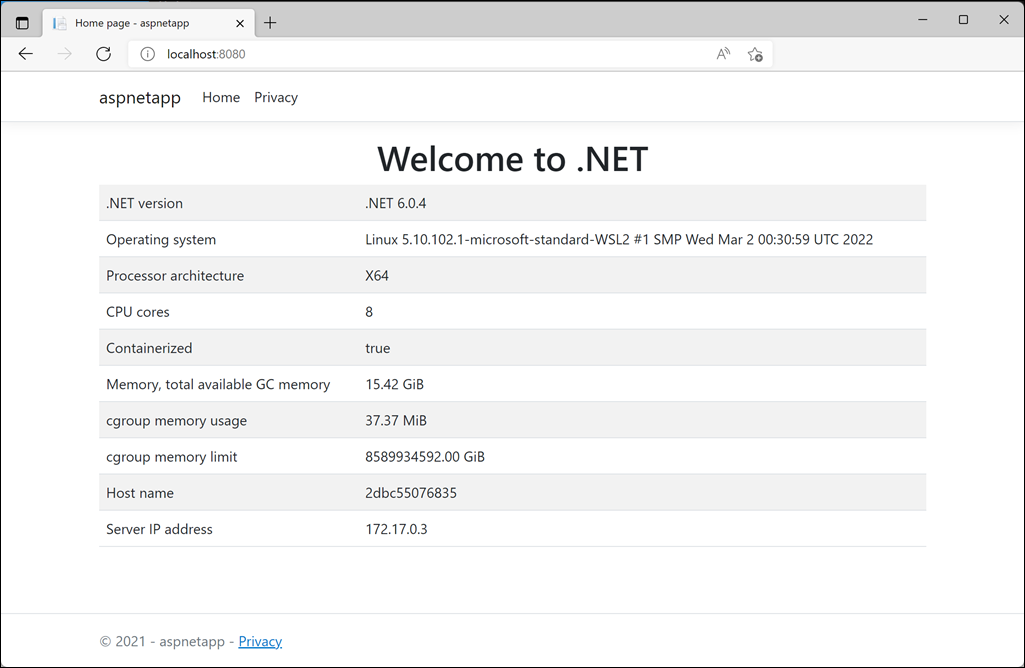 Home page - aspnetapp
localhost:8080
aspnetapp Home Privacy
Welcome to .NET
.NET version .NET 6.0.4
Operating system Linux 5.10.102.1-microsoft-standard-WSL2 #1 SMP Wed Mar 2 00:30:59 UTC 2022
Processor architecture X64
CPU cores 8
Containerized true
Memory, total available GC memory 15.42 GiB
cgroup memory usage 37.37 MiB
cgroup memory limit 8589934592.00 GiB
Host name 2dbc55076835
Server IP address 172.17.0.3
© 2021 - aspnetapp - Privacy